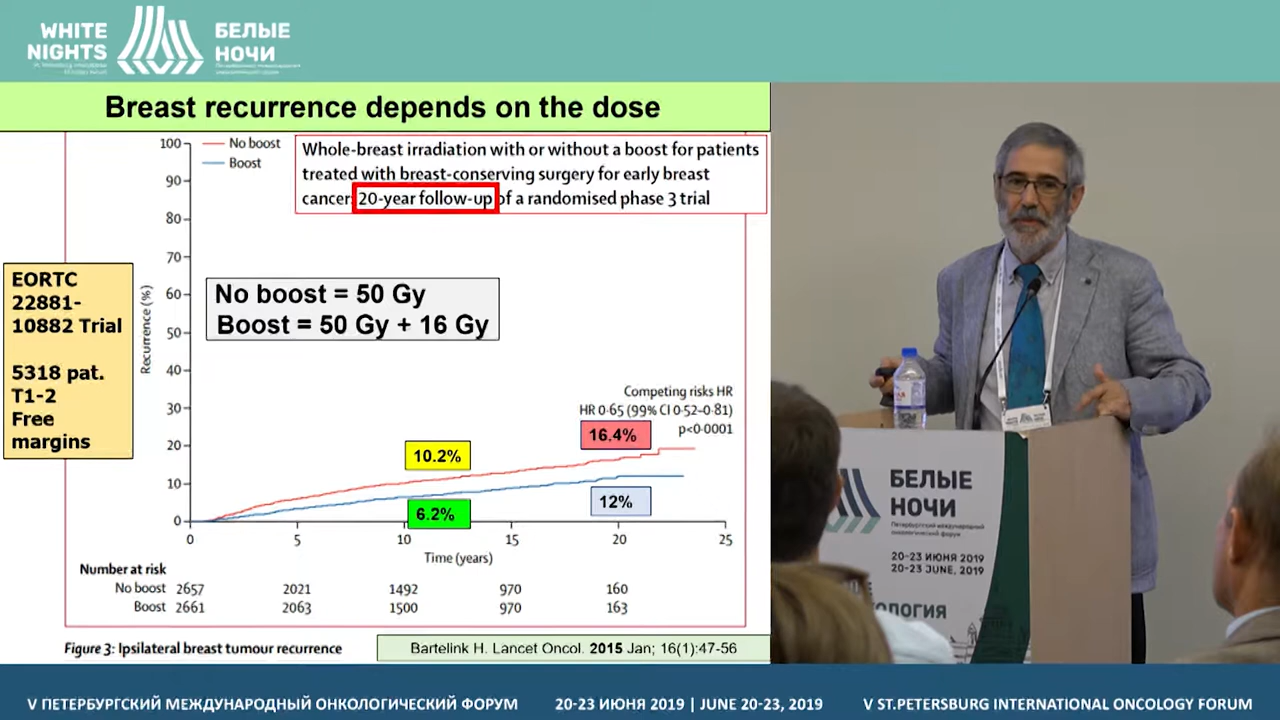 WHITE
NIGHTS
БЕЛЫЕ
НОЧИ
Breast recurrence depends on the dose
No boost
Boost
Whole-breast irradiation with or without a boost for patients
treated with breast-conserving surgery for early breast
cancer: 20-year follow-up of a randomised phase 3 trial
EORTC
22881-
10882 Trial
5318 pat.
T1-2
Free
margins
Recurrence (%)
100
90
80
70
60
50
40
30
20
10
0
No boost = 50 Gy
Boost = 50 Gy + 16 Gy
Competing risks HR
HR 0·65 (99% CI 0·52–0·81)
p<0·0001
16.4%
10.2%
6.2%
12%
0 5 10 15 20 25
Time (years)
Number at risk
No boost 2657 2021 1492 970 160
Boost 2661 2063 1500 970 163
Figure 3: Ipsilateral breast tumour recurrence
Bartelink H. Lancet Oncol. 2015 Jan; 16(1):47-56
БЕЛЫЕ
НОЧИ
Петербургский международный
онкологический форум
20-23 ИЮНЯ 2019
20-23 JUNE, 2019
V ПЕТЕРБУРГСКИЙ МЕЖДУНАРОДНЫЙ ОНКОЛОГИЧЕСКИЙ ФОРУМ 20-23 ИЮНЯ 2019 | JUNE 20-23, 2019 V ST.PETERSBURG INTERNATIONAL ONCOLOGY FORUM